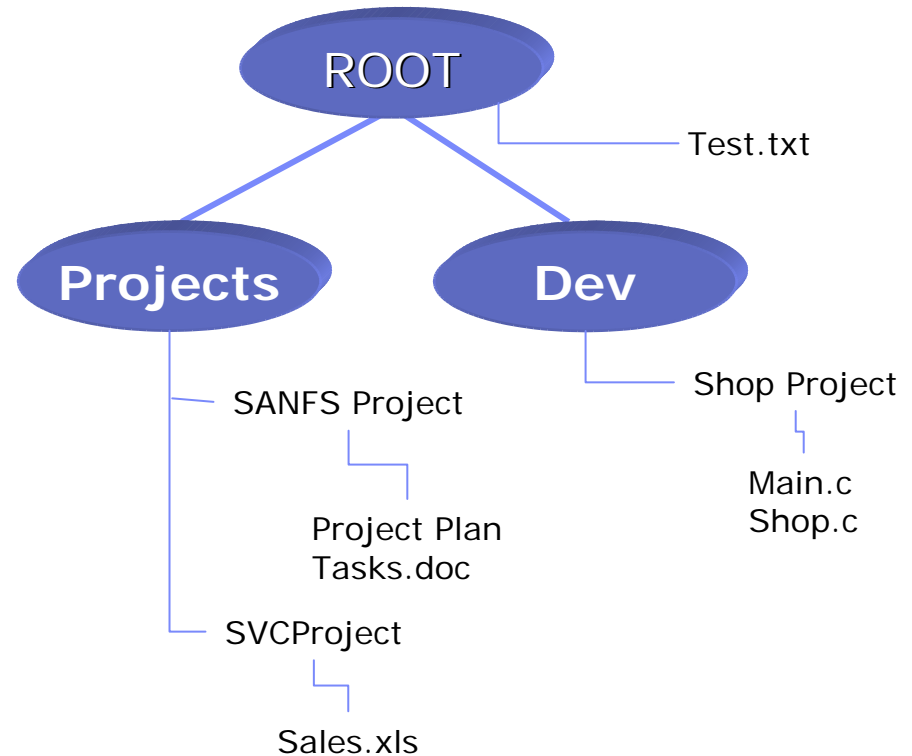 ROOT
Test.txt
Projects
Dev
Shop Project
SANFS Project
Main.c
Shop.c
Project Plan
Tasks.doc
SVCProject
Sales.xls